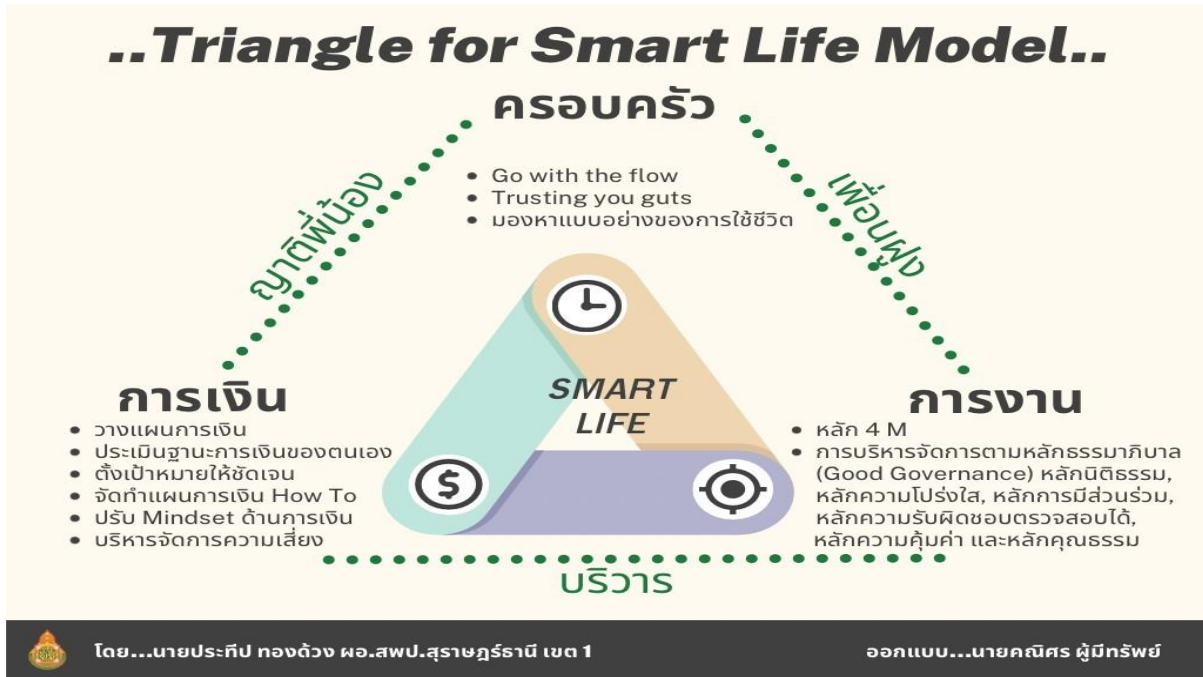 ..Triangle for Smart Life Model..
ครอบครัว
ญาติพี่น้อง
เพื่อนฝูง
• Go with the flow
• Trusting you guts
• มองหาแบบอย่างของการใช้ชีวิต
SMART
LIFE
การเงิน
• วางแผนการเงิน
• ประเมินฐานะการเงินของตนเอง
• ตั้งเป้าหมายให้ชัดเจน
• จัดทำแผนการเงิน How To
• ปรับ Mindset ด้านการเงิน
• บริหารจัดการความเสี่ยง
การงาน
• หลัก 4 M
• การบริหารจัดการตามหลักธรรมาภิบาล
(Good Governance) หลักนิติธรรม,
หลักความโปร่งใส, หลักการมีส่วนร่วม,
หลักความรับผิดชอบตรวจสอบได้,
หลักความคุ้มค่า และหลักคุณธรรม
บริวาร
โดย...นายประทีป ทองด้วง ผอ.สพป.สุราษฎร์ธานี เขต 1
ออกแบบ...นายคณิศร ผู้มีทรัพย์